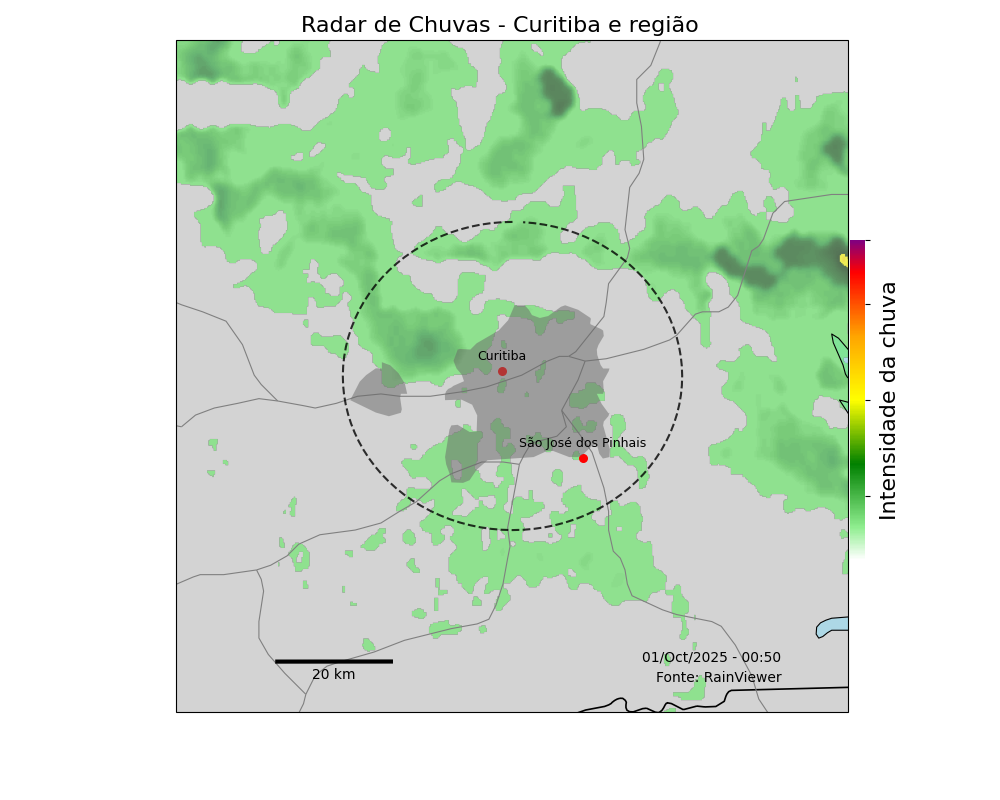 Radar de Chuvas - Curitiba e região
Curitiba
São José dos Pinhais
Intensidade da chuva
01/Oct/2025 - 00:50
Fonte: RainViewer
20 km